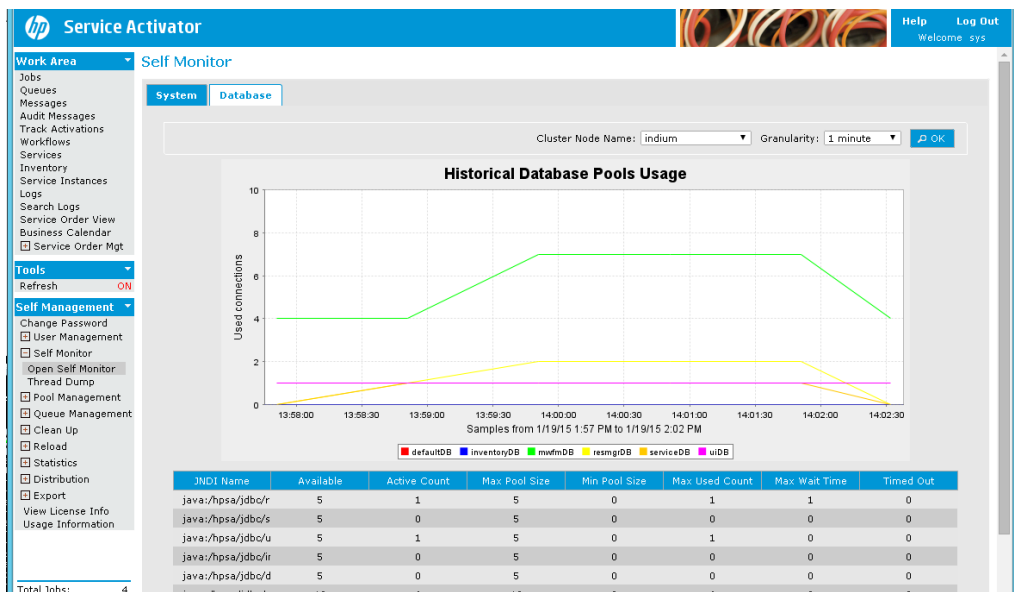 hp Service Activator
Help Log Out
Welcome sys
Work Area
Jobs
Queues
Messages
Audit Messages
Track Activations
Workflows
Services
Inventory
Service Instances
Logs
Search Logs
Service Order View
Business Calendar
Service Order Mgt
Tools
Refresh ON
Self Management
Change Password
User Management
Self Monitor
Open Self Monitor
Thread Dump
Pool Management
Queue Management
Clean Up
Reload
Statistics
Distribution
Export
View License Info
Usage Information
Total Jobs: 4
Self Monitor
System Database
Cluster Node Name: indium Granularity: 1 minute OK
Historical Database Pools Usage
Used connections
10
8
6
4
2
0
13:58:00 13:58:30 13:59:00 13:59:30 14:00:00 14:00:30 14:01:00 14:01:30 14:02:00 14:02:30
Samples from 1/19/15 1:57 PM to 1/19/15 2:02 PM
defaultDB inventoryDB mwfmDB resmgrDB serviceDB uiDB
JNDI Name Available Active Count Max Pool Size Min Pool Size Max Used Count Max Wait Time Timed Out
java:/hpsa/jdbc/r 5 1 5 0 1 1 0
java:/hpsa/jdbc/s 5 0 5 0 0 0 0
java:/hpsa/jdbc/u 5 1 5 0 1 0 0
java:/hpsa/jdbc/ir 5 0 5 0 0 0 0
java:/hpsa/jdbc/d 5 0 5 0 0 0 0